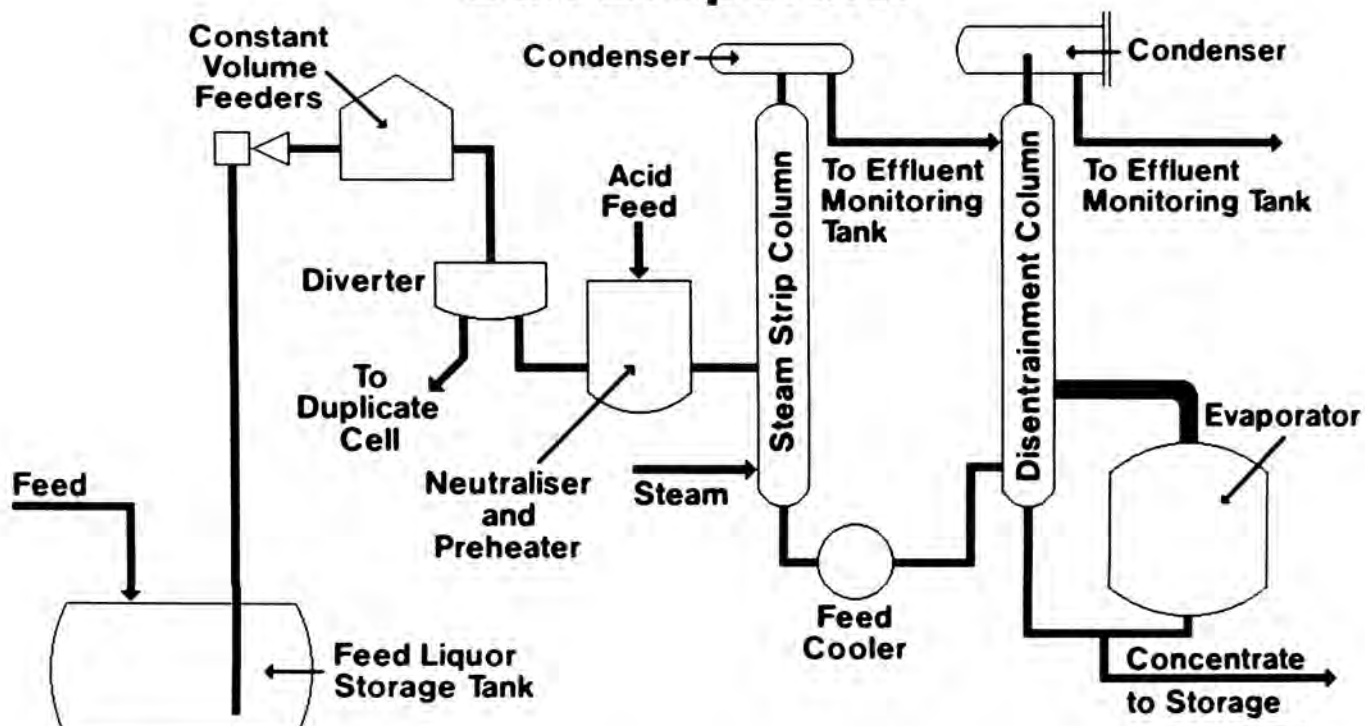 Constant
Volume
Feeders
Condenser
Condenser
To Effluent
Monitoring
Tank
To Effluent
Monitoring Tank
Acid
Feed
Steam Strip Column
Disentrainment Column
Diverter
To
Duplicate
Cell
Neutraliser
and
Preheater
Steam
Evaporator
Feed
Feed Liquor
Storage Tank
Feed
Cooler
Concentrate
to Storage